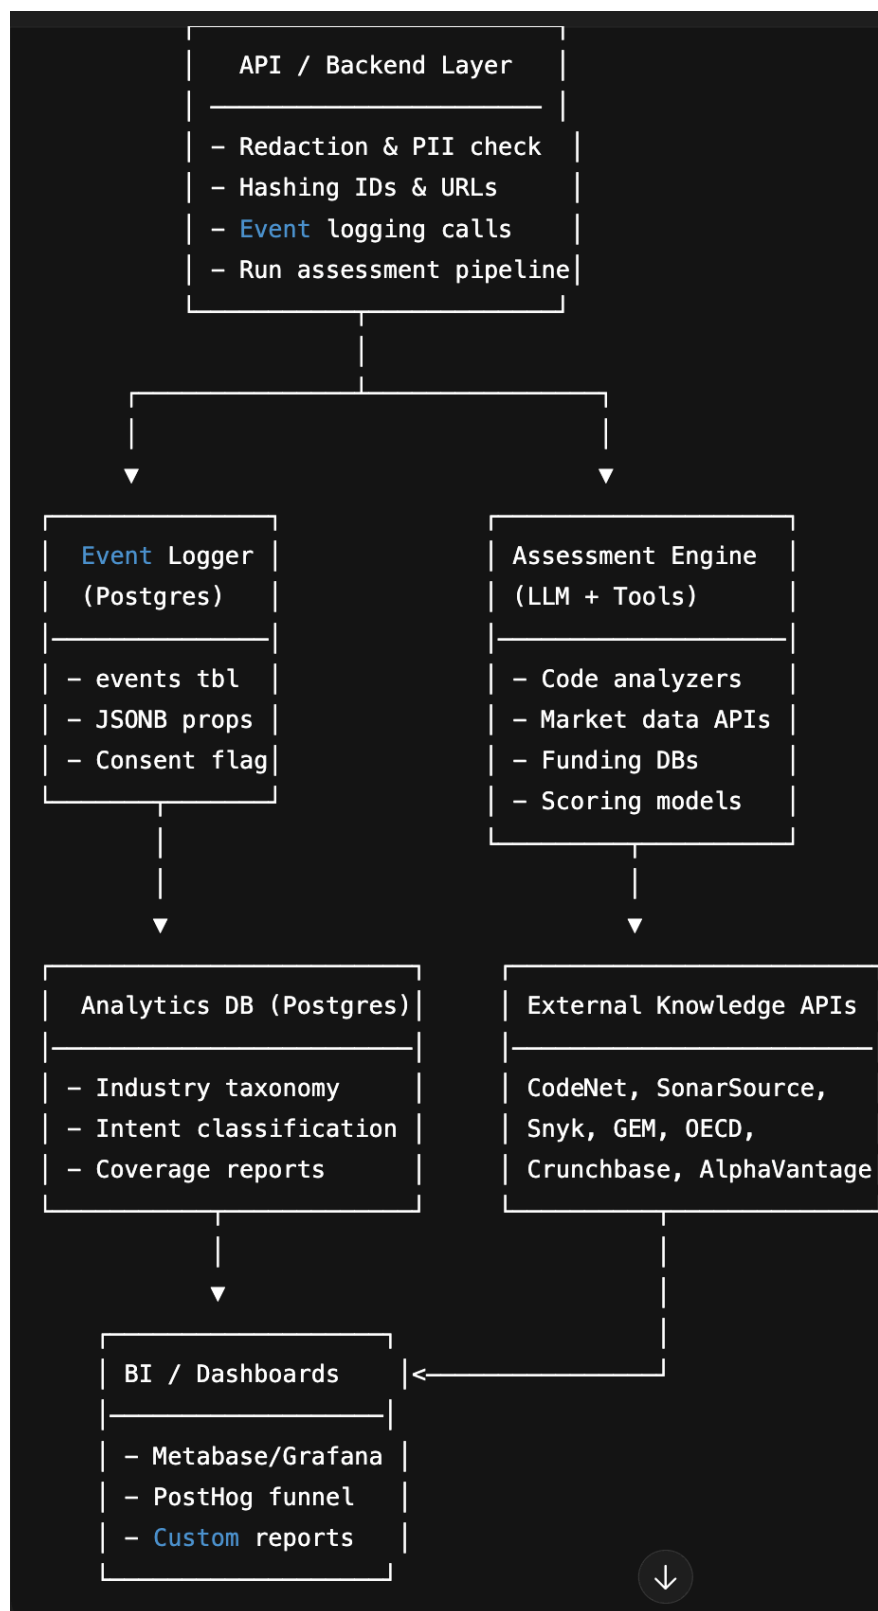 API / Backend Layer
- Redaction & PII check
- Hashing IDs & URLs
- Event logging calls
- Run assessment pipeline
Event Logger
(Postgres)
- events tbl
- JSONB props
- Consent flag
Assessment Engine
(LLM + Tools)
- Code analyzers
- Market data APIs
- Funding DBs
- Scoring models
Analytics DB (Postgres)
- Industry taxonomy
- Intent classification
- Coverage reports
External Knowledge APIs
CodeNet, SonarSource,
Snyk, GEM, OECD,
Crunchbase, AlphaVantage
BI / Dashboards
- Metabase/Grafana
- PostHog funnel
- Custom reports